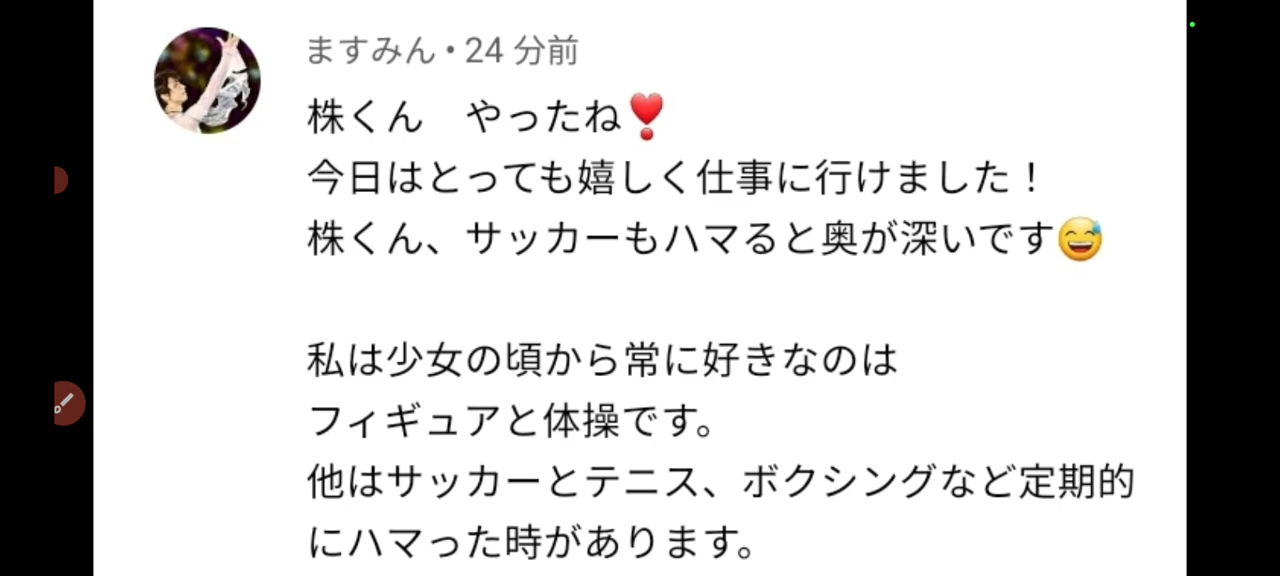 ますみん • 24 分前
株くん　やったね❣️
今日はとっても嬉しく仕事に行けました！
株くん、サッカーもハマると奥が深いです😅
私は少女の頃から常に好きなのは
フィギュアと体操です。
他はサッカーとテニス、ボクシングなど定期的
にハマった時があります。